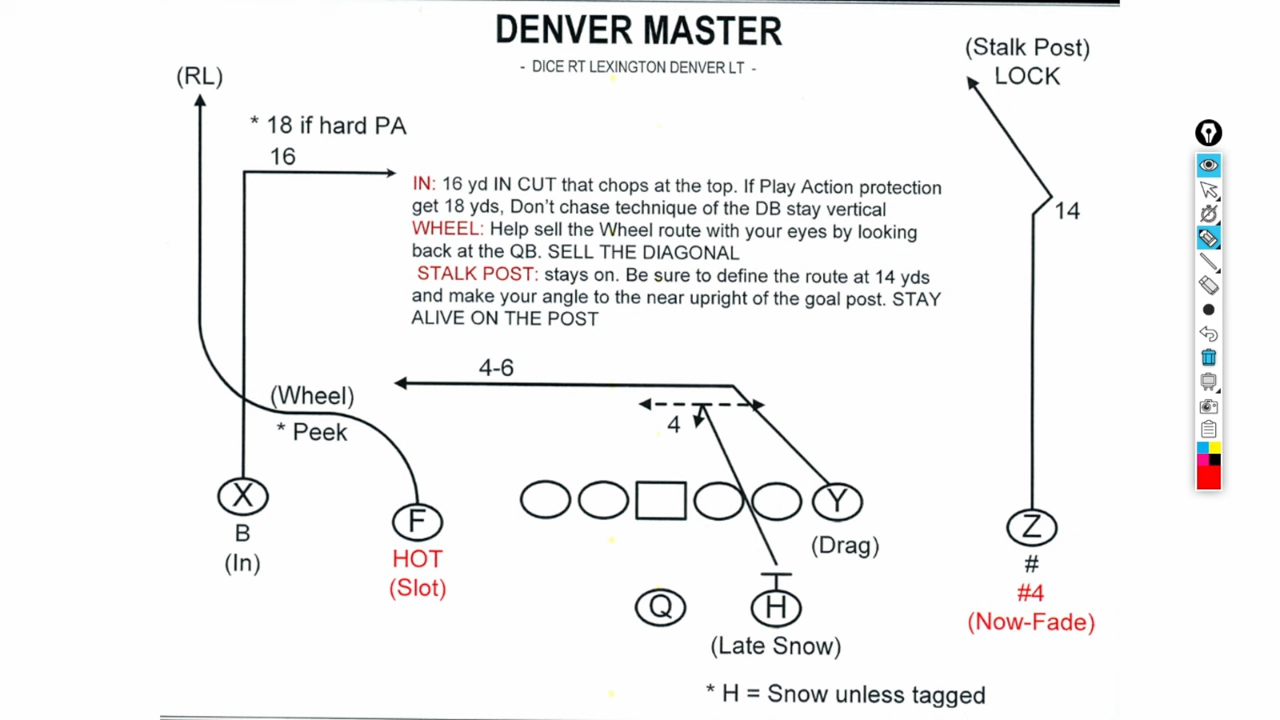 DENVER MASTER
- DICE RT LEXINGTON DENVER LT -
(Stalk Post)
LOCK
(RL)
* 18 if hard PA
16
IN: 16 yd IN CUT that chops at the top. If Play Action protection
get 18 yds, Don't chase technique of the DB stay vertical
WHEEL: Help sell the Wheel route with your eyes by looking
back at the QB. SELL THE DIAGONAL
STALK POST: stays on. Be sure to define the route at 14 yds
and make your angle to the near upright of the goal post. STAY
ALIVE ON THE POST
14
4-6
(Wheel)
* Peek
4
X
F
Y
Z
B
(In)
HOT
(Slot)
(Drag)
#
#4
(Now-Fade)
Q
H
(Late Snow)
* H = Snow unless tagged